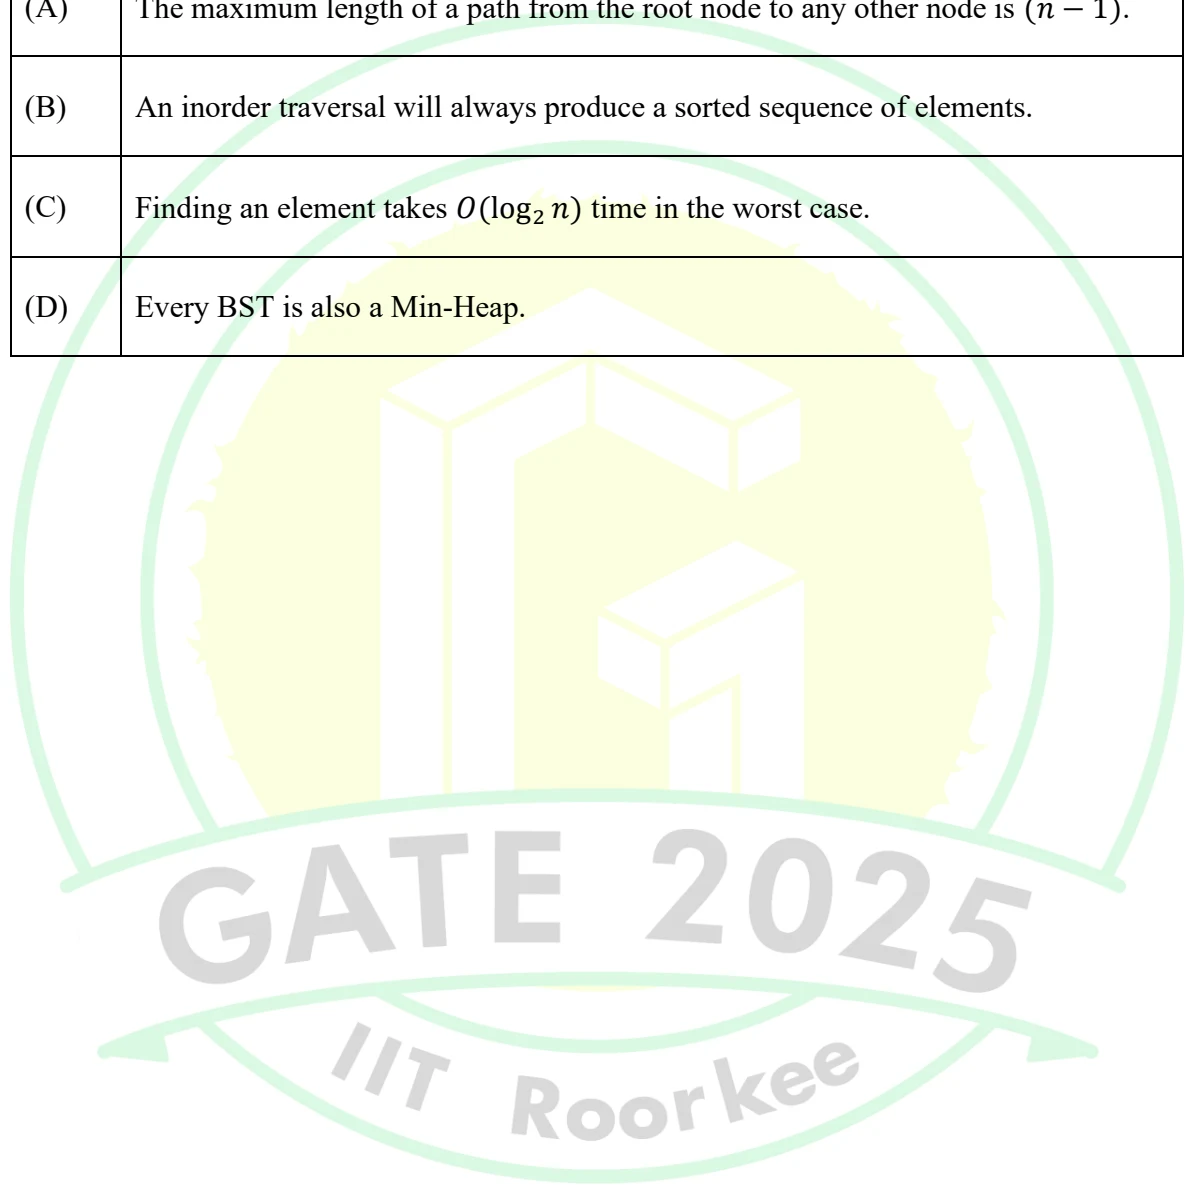 (A) The maximum length of a path from the root node to any other node is (𝑛 − 1).
(B) An inorder traversal will always produce a sorted sequence of elements.
(C) Finding an element takes 𝑂(log₂ 𝑛) time in the worst case.
(D) Every BST is also a Min-Heap.
GATE 2025
IIT Roorkee